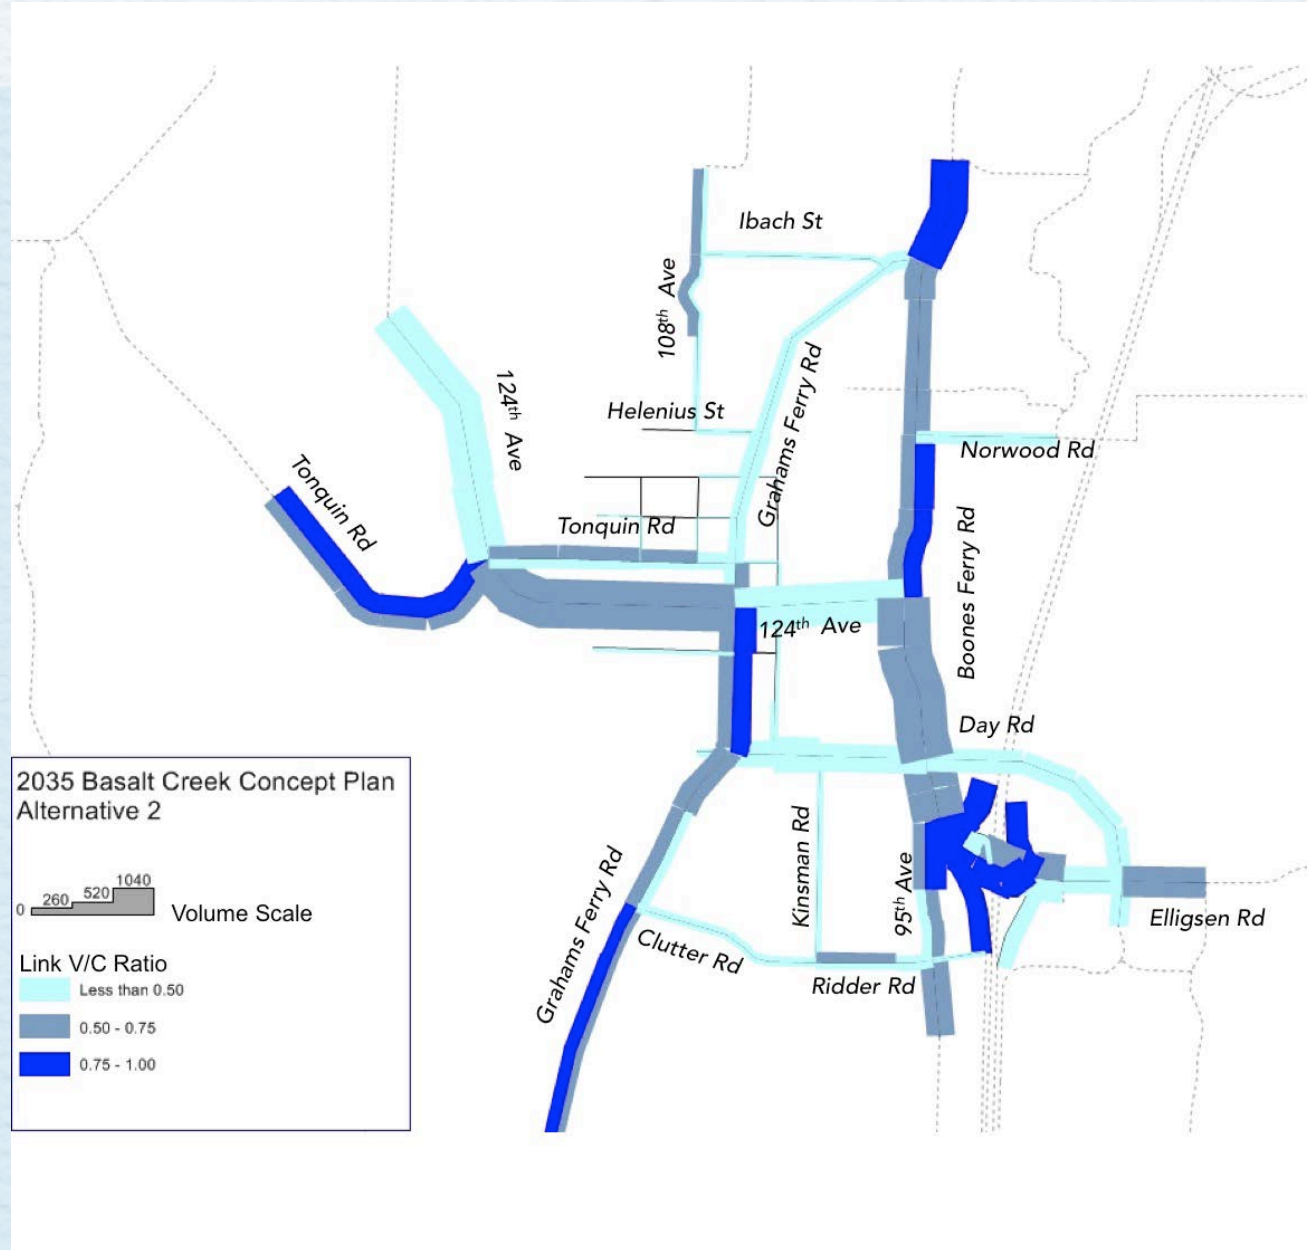 Ibach St
108th Ave
124th Ave
Grahams Ferry Rd
Helenius St
Norwood Rd
Tonquin Rd
Tonquin Rd
Boones Ferry Rd
124th Ave
Day Rd
2035 Basalt Creek Concept Plan
Alternative 2
0 260 520 1040
Volume Scale
Link V/C Ratio
Less than 0.50
0.50 - 0.75
0.75 - 1.00
Kinsman Rd
95th Ave
Grahams Ferry Rd
Elligsen Rd
Clutter Rd
Ridder Rd